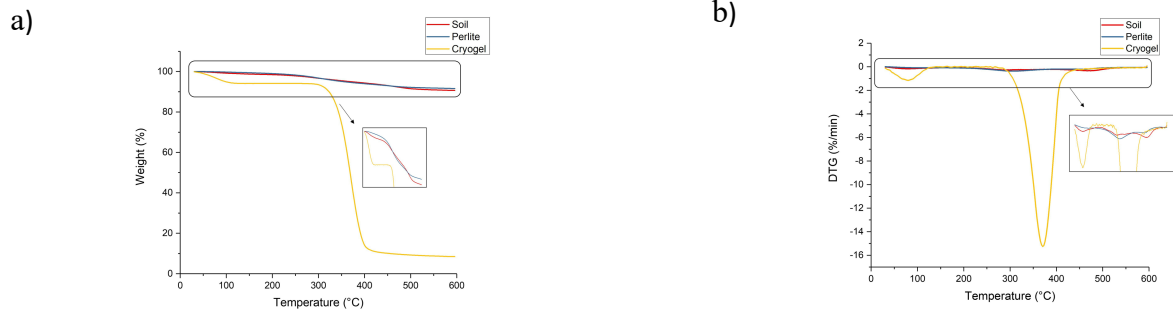 a)
Soil
Perlite
Cryogel
100
80
60
40
20
0
Weight (%)
0 100 200 300 400 500 600
Temperature (°C)
b)
Soil
Perlite
Cryogel
2
0
-2
-4
-6
-8
-10
-12
-14
-16
DTG (%/min)
0 100 200 300 400 500 600
Temperature (°C)